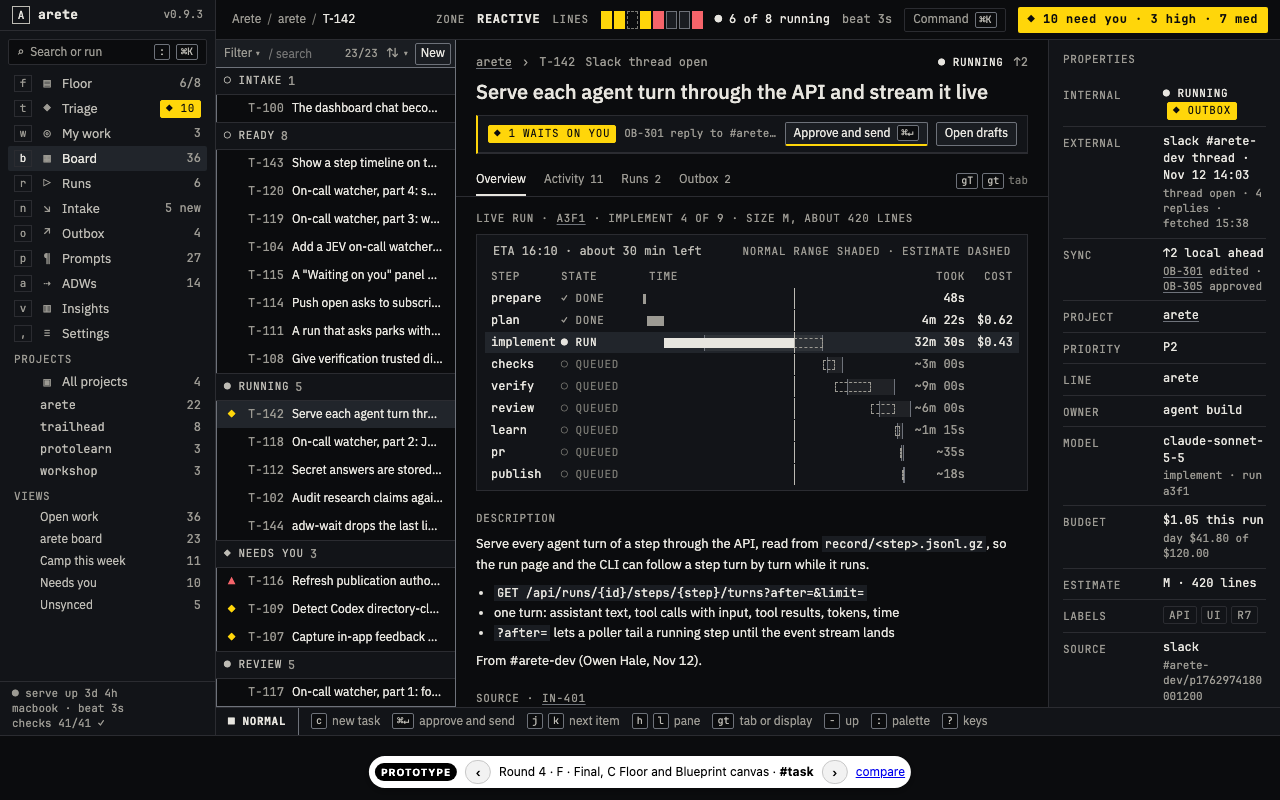 A arete v0.9.3
Search or run : ⌘K
f Floor 6/8
t Triage ◆ 10
w My work 3
b Board 36
r Runs 6
n Intake 5 new
o Outbox 4
p Prompts 27
a ADWs 14
v Insights
, Settings
PROJECTS
All projects 4
arete 22
trailhead 8
protolearn 3
workshop 3
VIEWS
Open work 36
arete board 23
Camp this week 11
Needs you 10
Unsynced 5
serve up 3d 4h
macbook · beat 3s
checks 41/41 ✓
Arete / arete / T-142
ZONE REACTIVE LINES
6 of 8 running beat 3s
Command ⌘K
◆ 10 need you · 3 high · 7 med
Filter / search 23/23 New
INTAKE 1
T-100 The dashboard chat beco…
READY 8
T-143 Show a step timeline on t…
T-120 On-call watcher, part 4: s…
T-119 On-call watcher, part 3: w…
T-104 Add a JEV on-call watcher…
T-115 A "Waiting on you" panel …
T-114 Push open asks to subscri…
T-111 A run that asks parks with…
T-108 Give verification trusted di…
RUNNING 5
T-142 Serve each agent turn thr…
T-118 On-call watcher, part 2: J…
T-112 Secret answers are stored…
T-102 Audit research claims agai…
T-144 adw-wait drops the last li…
NEEDS YOU 3
T-116 Refresh publication autho…
T-109 Detect Codex directory-cl…
T-107 Capture in-app feedback …
REVIEW 5
T-117 On-call watcher, part 1: fo…
arete › T-142 Slack thread open
RUNNING ↑2
Serve each agent turn through the API and stream it live
◆ 1 WAITS ON YOU OB-301 reply to #arete… Approve and send ⌘↵ Open drafts
Overview Activity 11 Runs 2 Outbox 2 gT gt tab
LIVE RUN · A3F1 · IMPLEMENT 4 OF 9 · SIZE M, ABOUT 420 LINES
ETA 16:10 · about 30 min left NORMAL RANGE SHADED · ESTIMATE DASHED
STEP STATE TIME TOOK COST
prepare ✓ DONE 48s
plan ✓ DONE 4m 22s $0.62
implement RUN 32m 30s $0.43
checks QUEUED ~3m 00s
verify QUEUED ~9m 00s
review QUEUED ~6m 00s
learn QUEUED ~1m 15s
pr QUEUED ~35s
publish QUEUED ~18s
DESCRIPTION
Serve every agent turn of a step through the API, read from record/<step>.jsonl.gz, so
the run page and the CLI can follow a step turn by turn while it runs.
• GET /api/runs/{id}/steps/{step}/turns?after=&limit=
• one turn: assistant text, tool calls with input, tool results, tokens, time
• ?after= lets a poller tail a running step until the event stream lands
From #arete-dev (Owen Hale, Nov 12).
SOURCE · IN-401
PROPERTIES
INTERNAL RUNNING
◆ OUTBOX
EXTERNAL slack #arete-
dev thread ·
Nov 12 14:03
thread open · 4
replies ·
fetched 15:38
SYNC ↑2 local ahead
OB-301 edited ·
OB-305 approved
PROJECT arete
PRIORITY P2
LINE arete
OWNER agent build
MODEL claude-sonnet-
5-5
implement · run
a3f1
BUDGET $1.05 this run
day $41.80 of
$120.00
ESTIMATE M · 420 lines
LABELS API UI R7
SOURCE slack
#arete-
dev/p1762974180
001200
NORMAL c new task ⌘↵ approve and send j k next item h l pane gt tab or display - up : palette ? keys
PROTOTYPE ‹ Round 4 · F · Final, C Floor and Blueprint canvas · #task › compare